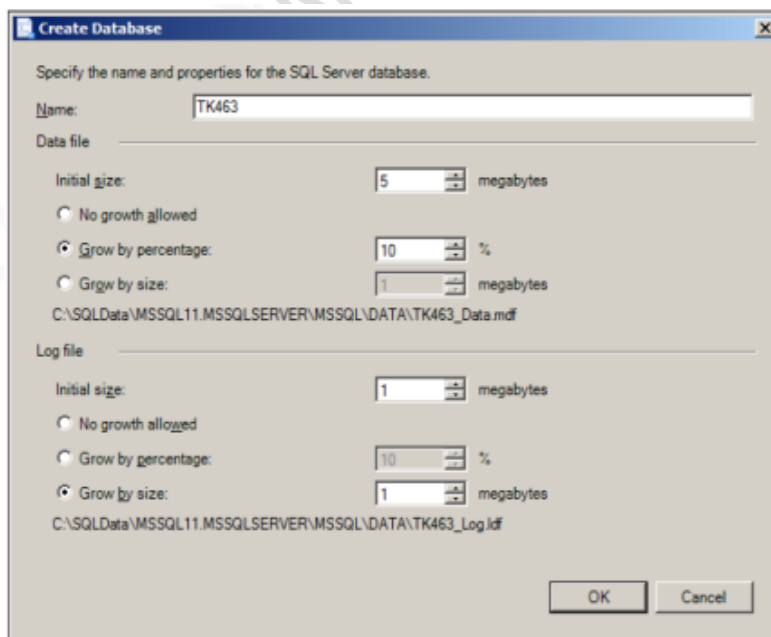 Create Database
Specify the name and properties for the SQL Server database.
Name: TK463
Data file
Initial size: 5 megabytes
No growth allowed
Grow by percentage: 10 %
Grow by size: 1 megabytes
C:\SQLData\MSSQL11.MSSQLSERVER\MSSQL\DATA\TK463_Data.mdf
Log file
Initial size: 1 megabytes
No growth allowed
Grow by percentage: 10 %
Grow by size: 1 megabytes
C:\SQLData\MSSQL11.MSSQLSERVER\MSSQL\DATA\TK463_Log.ldf
OK Cancel